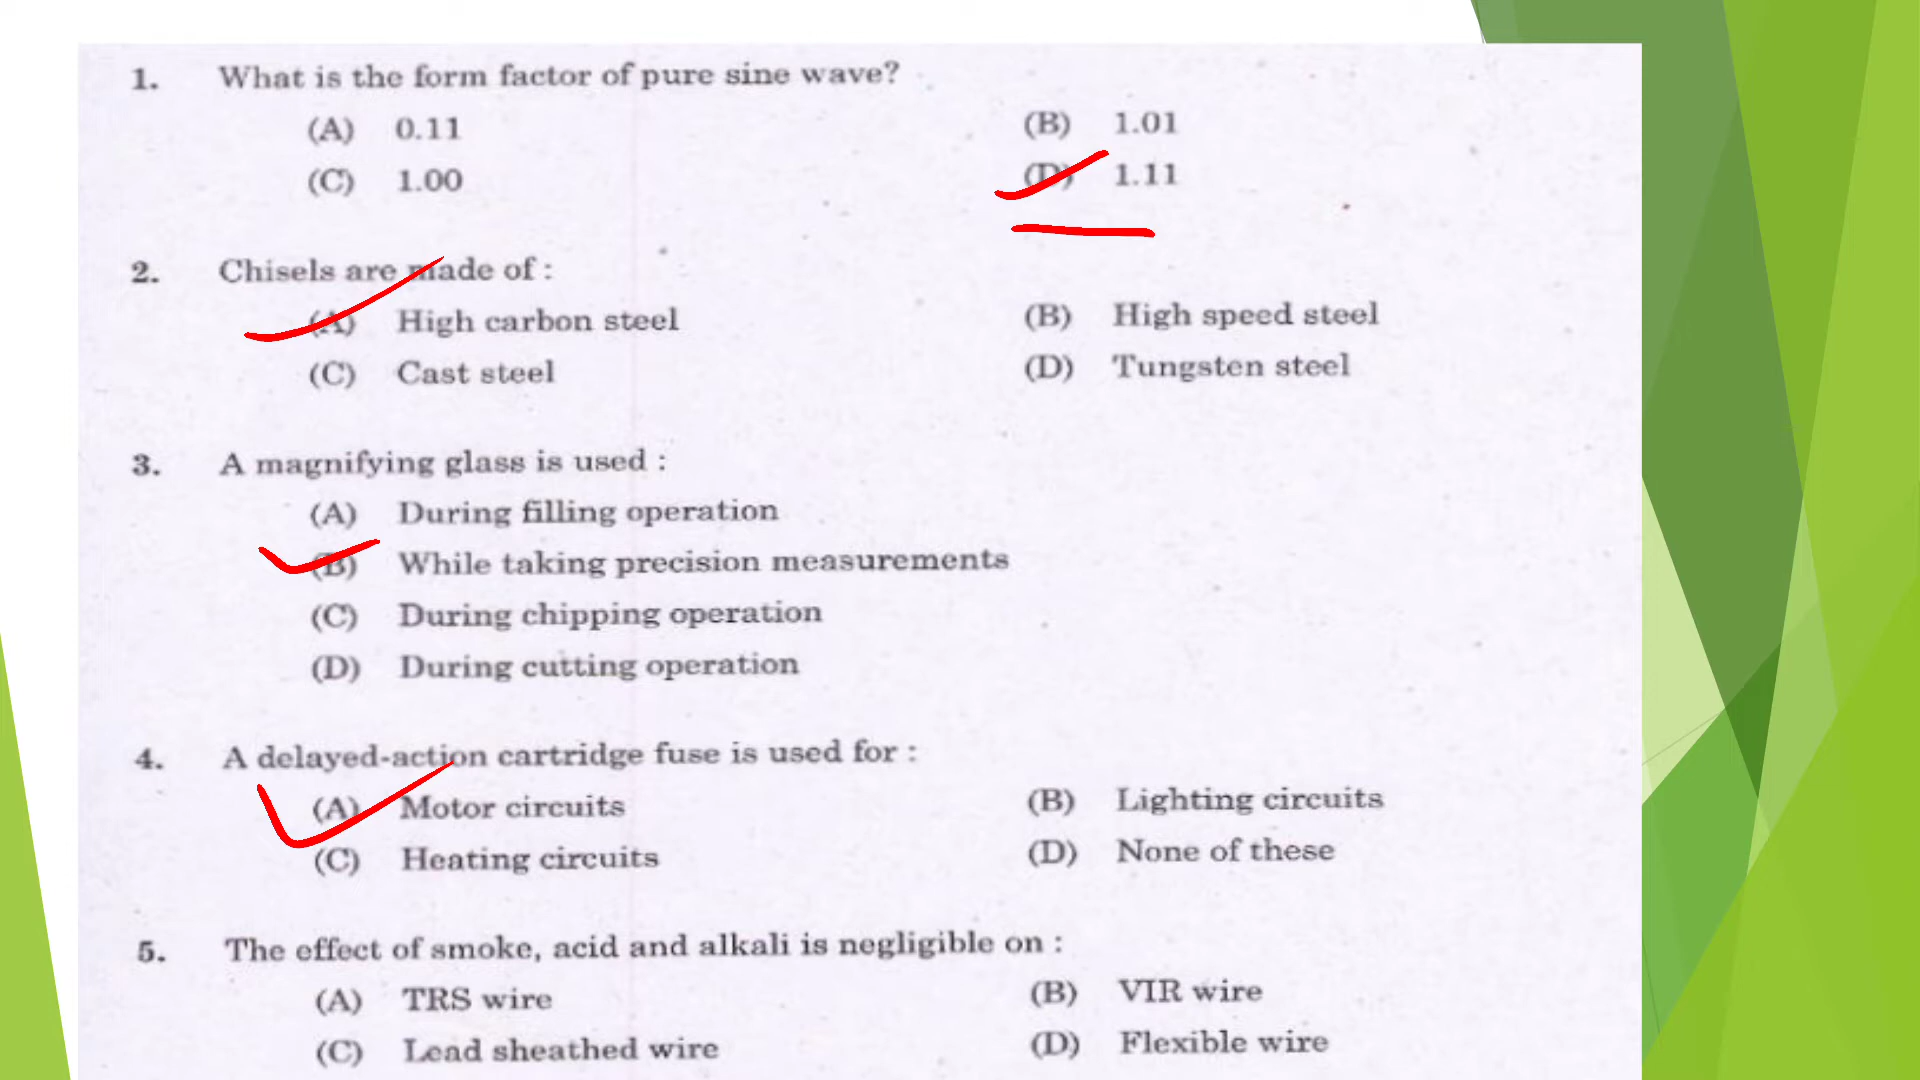 1. What is the form factor of pure sine wave?
(A) 0.11 (B) 1.01
(C) 1.00 (D) 1.11
2. Chisels are made of :
(A) High carbon steel (B) High speed steel
(C) Cast steel (D) Tungsten steel
3. A magnifying glass is used :
(A) During filling operation
(B) While taking precision measurements
(C) During chipping operation
(D) During cutting operation
4. A delayed-action cartridge fuse is used for :
(A) Motor circuits (B) Lighting circuits
(C) Heating circuits (D) None of these
5. The effect of smoke, acid and alkali is negligible on :
(A) TRS wire (B) VIR wire
(C) Lead sheathed wire (D) Flexible wire